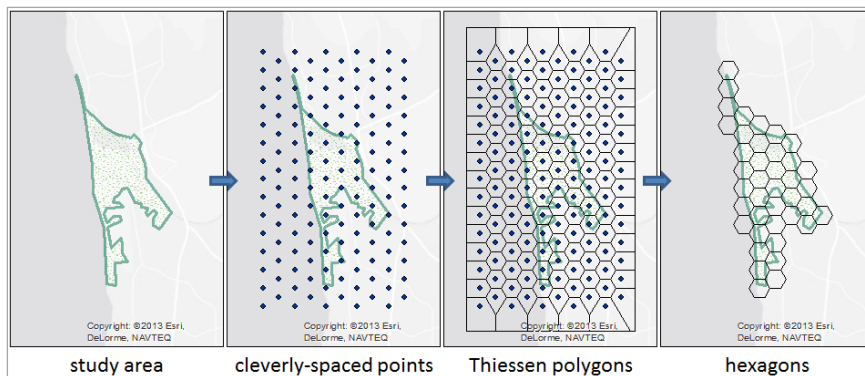 Copyright: ©2013 Esri,
DeLorme, NAVTEQ
Copyright: ©2013 Esri,
DeLorme, NAVTEQ
Copyright: ©2013 Esri,
DeLorme, NAVTEQ
Copyright: ©2013 Esri,
DeLorme, NAVTEQ
study area
cleverly-spaced points
Thiessen polygons
hexagons